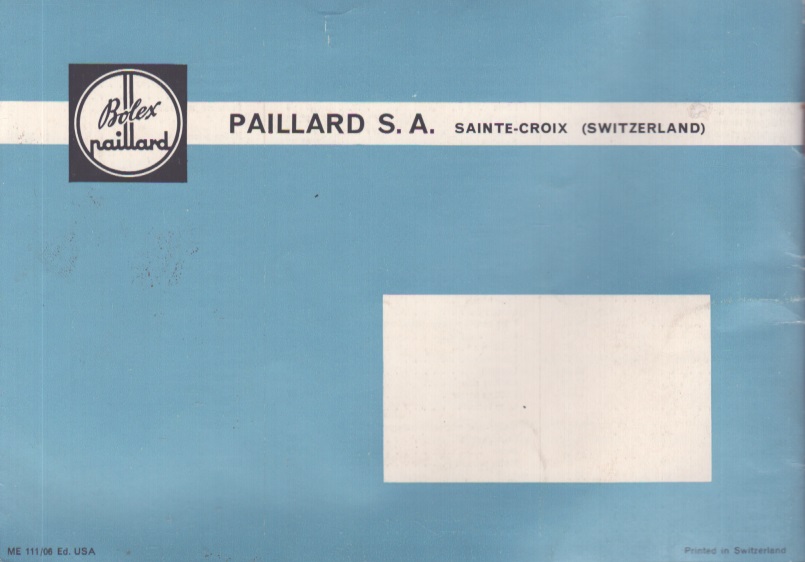 Bolex
paillard
PAILLARD S. A. SAINTE-CROIX (SWITZERLAND)
ME 111/06 Ed. USA
Printed in Switzerland